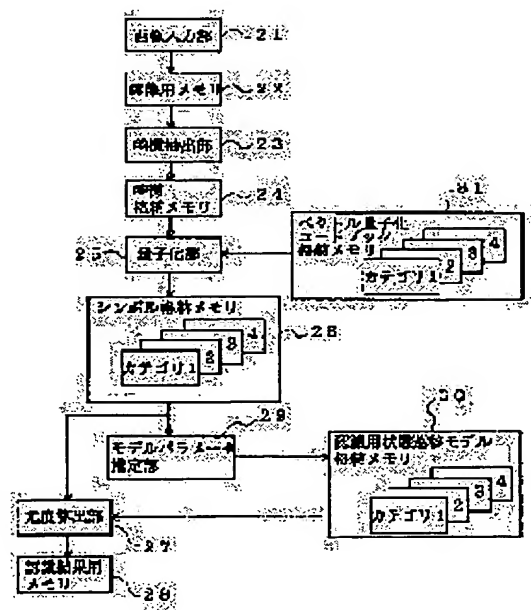 画像入力部
21
画像用メモリ
22
特徴抽出部
23
特徴
格納メモリ
24
量子化部
25
ベクトル量子化
コードブック
格納メモリ
31
カテゴリ1
2
3
4
シンボル格納メモリ
カテゴリ1
2
3
4
モデルパラメータ
推定部
29
認識用状態遷移モデル
格納メモリ
30
カテゴリ1
2
3
4
尤度算出部
27
認識結果用
メモリ
28